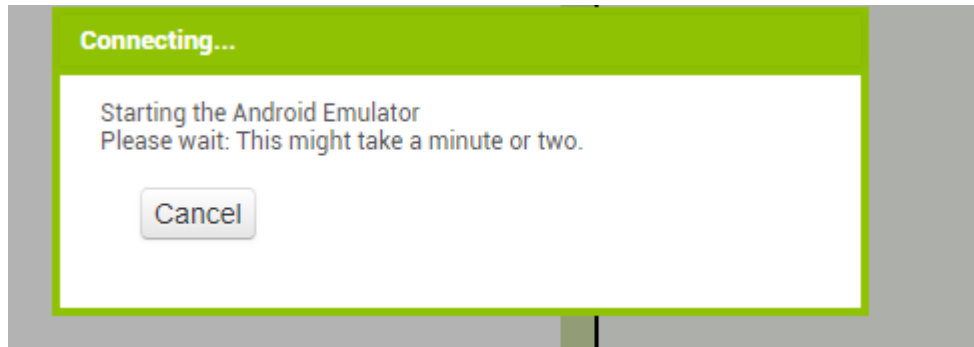 Connecting...
Starting the Android Emulator
Please wait: This might take a minute or two.
Cancel